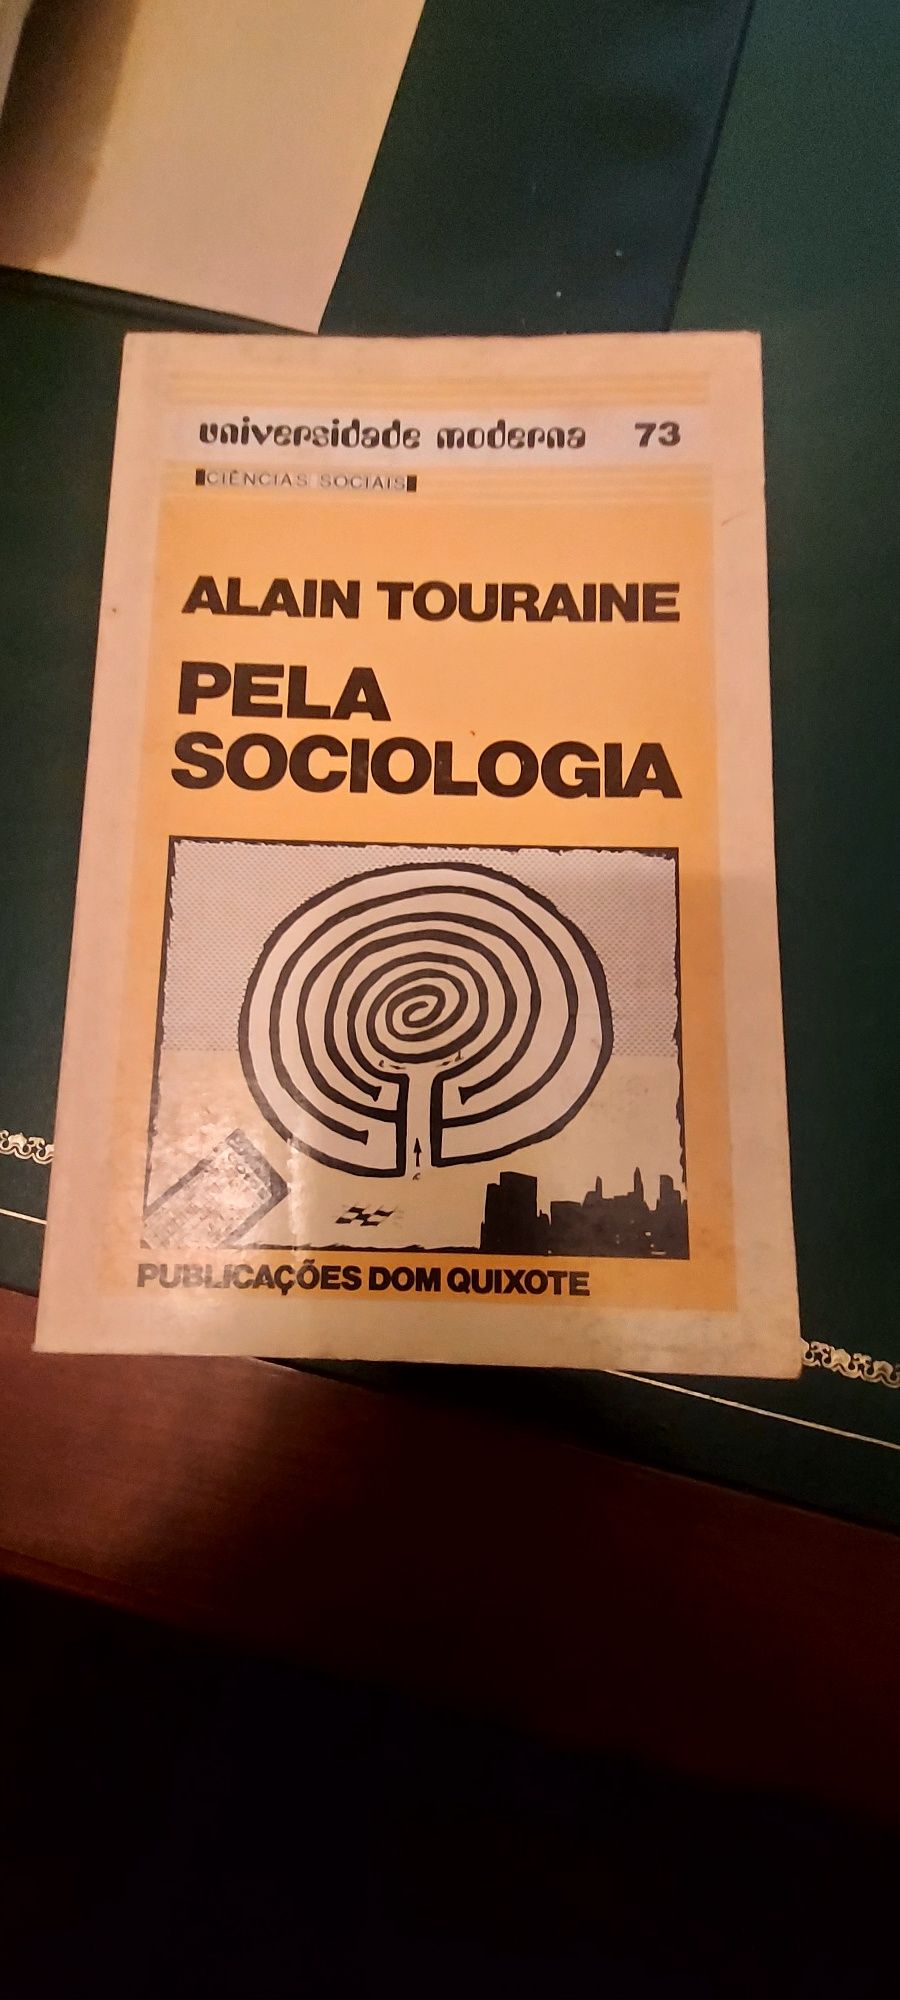 universidade moderna 73
CIÊNCIAS SOCIAIS
ALAIN TOURAINE
PELA
SOCIOLOGIA
PUBLICAÇÕES DOM QUIXOTE